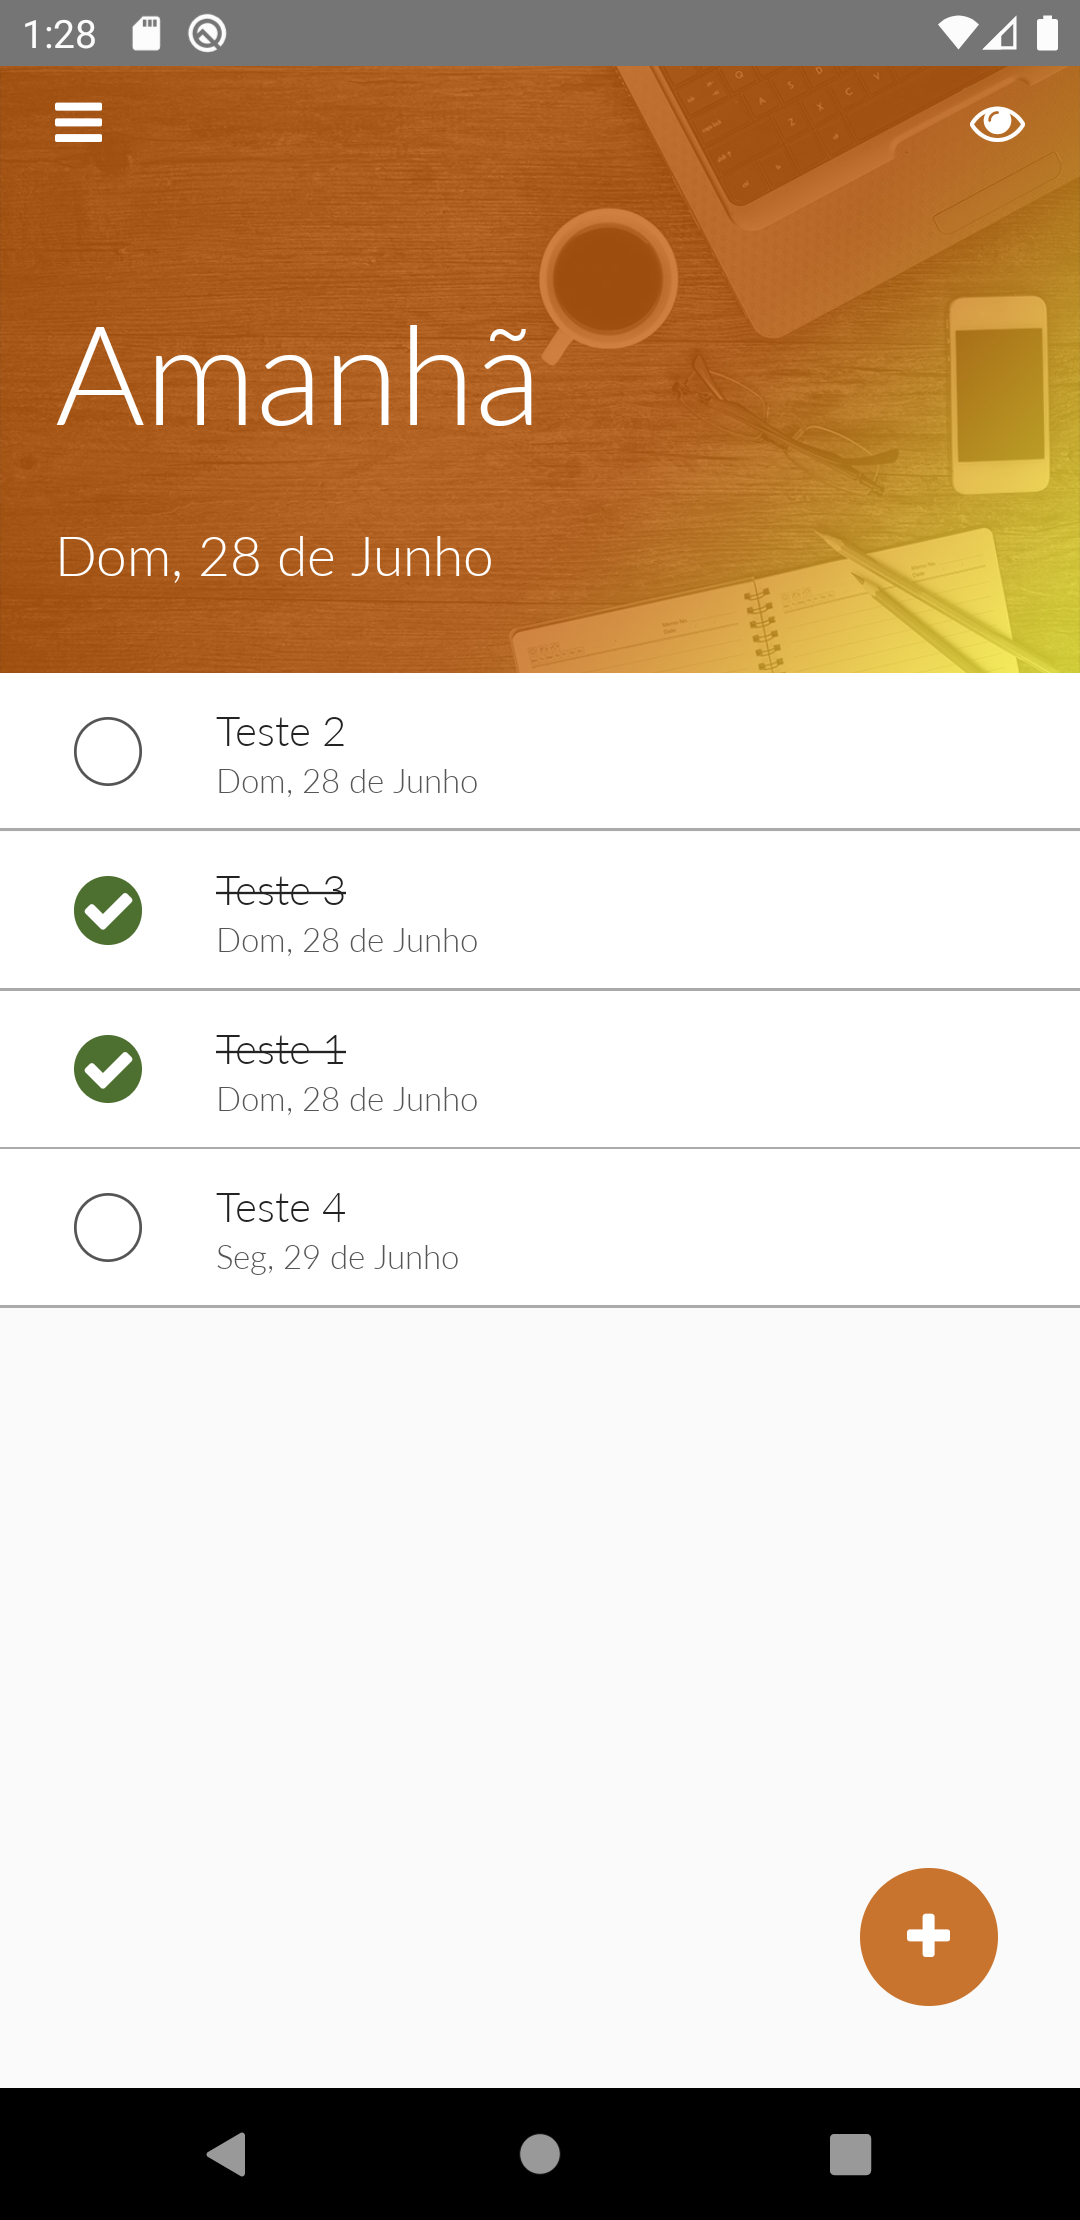 1:28
Amanhã
Dom, 28 de Junho
Teste 2
Dom, 28 de Junho
Teste 3
Dom, 28 de Junho
Teste 1
Dom, 28 de Junho
Teste 4
Seg, 29 de Junho